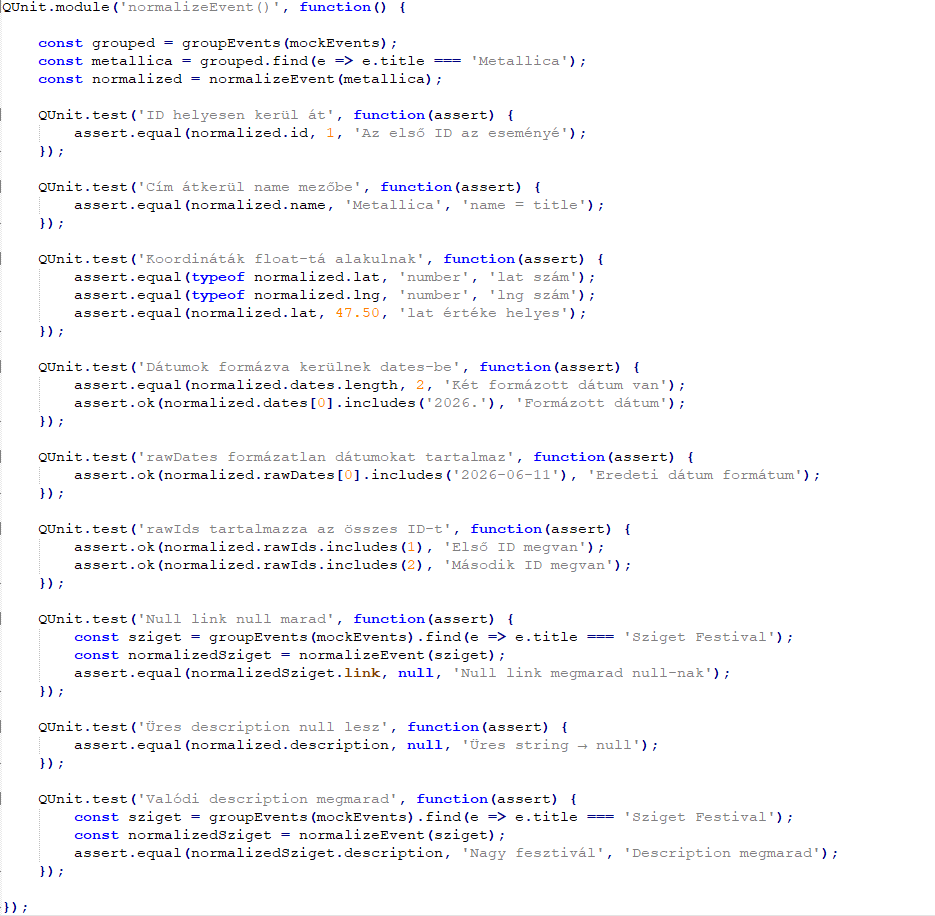 QUnit.module('normalizeEvent()', function() {
const grouped = groupEvents(mockEvents);
const metallica = grouped.find(e => e.title === 'Metallica');
const normalized = normalizeEvent(metallica);
QUnit.test('ID helyesen kerül át', function(assert) {
assert.equal(normalized.id, 1, 'Az első ID az eseményé');
});
QUnit.test('Cím átkerül name mezőbe', function(assert) {
assert.equal(normalized.name, 'Metallica', 'name = title');
});
QUnit.test('Koordináták float-tá alakulnak', function(assert) {
assert.equal(typeof normalized.lat, 'number', 'lat szám');
assert.equal(typeof normalized.lng, 'number', 'lng szám');
assert.equal(normalized.lat, 47.50, 'lat értéke helyes');
});
QUnit.test('Dátumok formázva kerülnek dates-be', function(assert) {
assert.equal(normalized.dates.length, 2, 'Két formázott dátum van');
assert.ok(normalized.dates[0].includes('2026.'), 'Formázott dátum');
});
QUnit.test('rawDates formázatlan dátumokat tartalmaz', function(assert) {
assert.ok(normalized.rawDates[0].includes('2026-06-11'), 'Eredeti dátum formátum');
});
QUnit.test('rawIds tartalmazza az összes ID-t', function(assert) {
assert.ok(normalized.rawIds.includes(1), 'Első ID megvan');
assert.ok(normalized.rawIds.includes(2), 'Második ID megvan');
});
QUnit.test('Null link null marad', function(assert) {
const sziget = groupEvents(mockEvents).find(e => e.title === 'Sziget Festival');
const normalizedSziget = normalizeEvent(sziget);
assert.equal(normalizedSziget.link, null, 'Null link megmarad null-nak');
});
QUnit.test('Üres description null lesz', function(assert) {
assert.equal(normalized.description, null, 'Üres string → null');
});
QUnit.test('Valódi description megmarad', function(assert) {
const sziget = groupEvents(mockEvents).find(e => e.title === 'Sziget Festival');
const normalizedSziget = normalizeEvent(sziget);
assert.equal(normalizedSziget.description, 'Nagy fesztivál', 'Description megmarad');
});
});